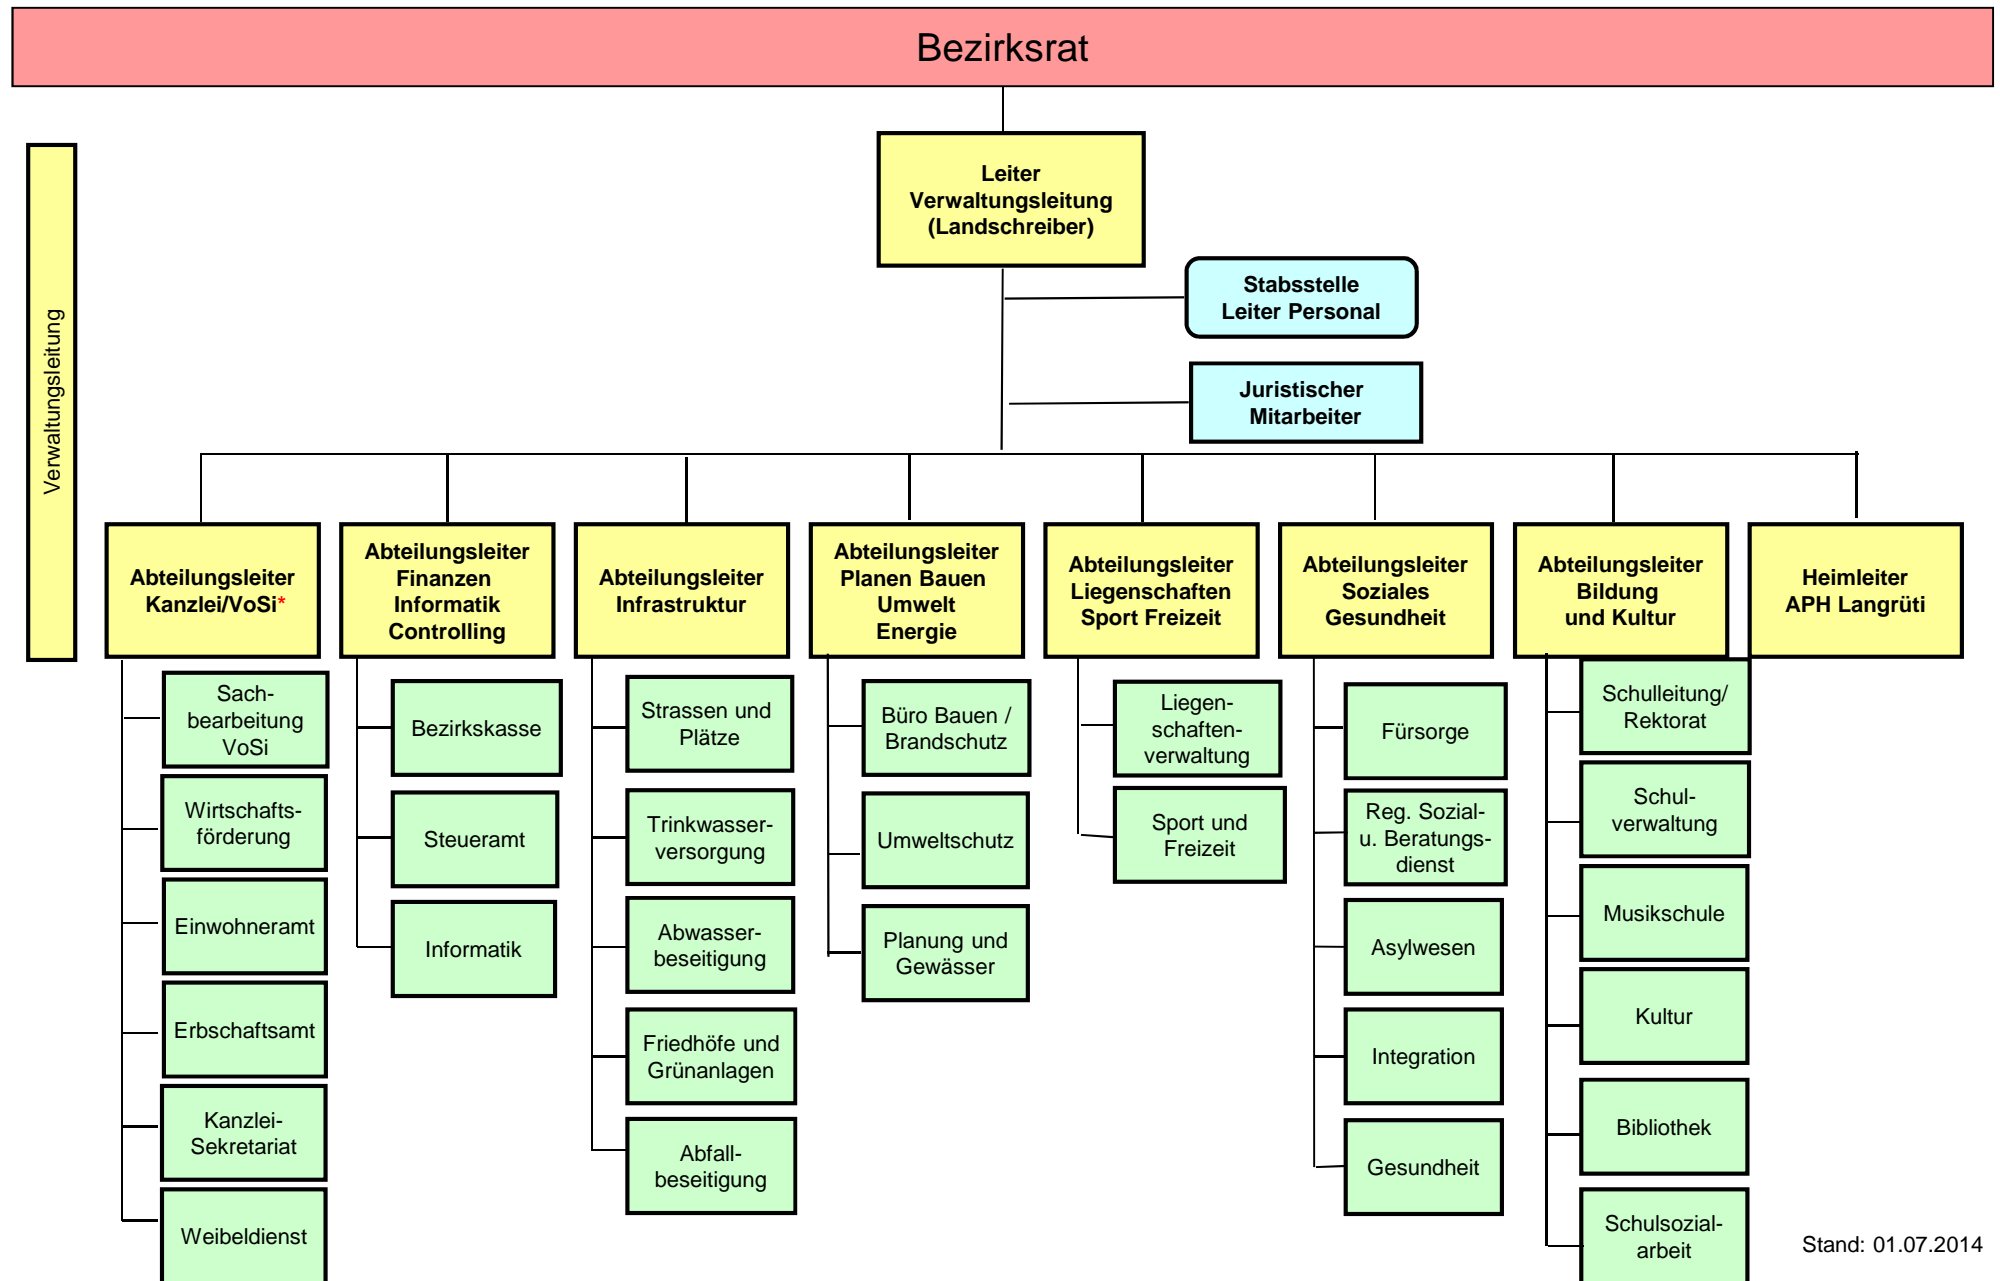 Bezirksrat
Verwaltungsleitung
Leiter
Verwaltungsleitung
(Landschreiber)
Stabsstelle
Leiter Personal
Juristischer
Mitarbeiter
Abteilungsleiter
Kanzlei/VoSi*
Abteilungsleiter
Finanzen
Informatik
Controlling
Abteilungsleiter
Infrastruktur
Abteilungsleiter
Planen Bauen
Umwelt
Energie
Abteilungsleiter
Liegenschaften
Sport Freizeit
Abteilungsleiter
Soziales
Gesundheit
Abteilungsleiter
Bildung
und Kultur
Heimleiter
APH Langrüti
Sach-
bearbeitung
VoSi
Wirtschafts-
förderung
Einwohneramt
Erbschaftsamt
Kanzlei-
Sekretariat
Weibeldienst
Bezirkskasse
Steueramt
Informatik
Strassen und
Plätze
Trinkwasser-
versorgung
Abwasser-
beseitigung
Friedhöfe und
Grünanlagen
Abfall-
beseitigung
Büro Bauen /
Brandschutz
Umweltschutz
Planung und
Gewässer
Liegen-
schaften-
verwaltung
Sport und
Freizeit
Fürsorge
Reg. Sozial-
u. Beratungs-
dienst
Asylwesen
Integration
Gesundheit
Schulleitung/
Rektorat
Schul-
verwaltung
Musikschule
Kultur
Bibliothek
Schulsozial-
arbeit
Stand: 01.07.2014